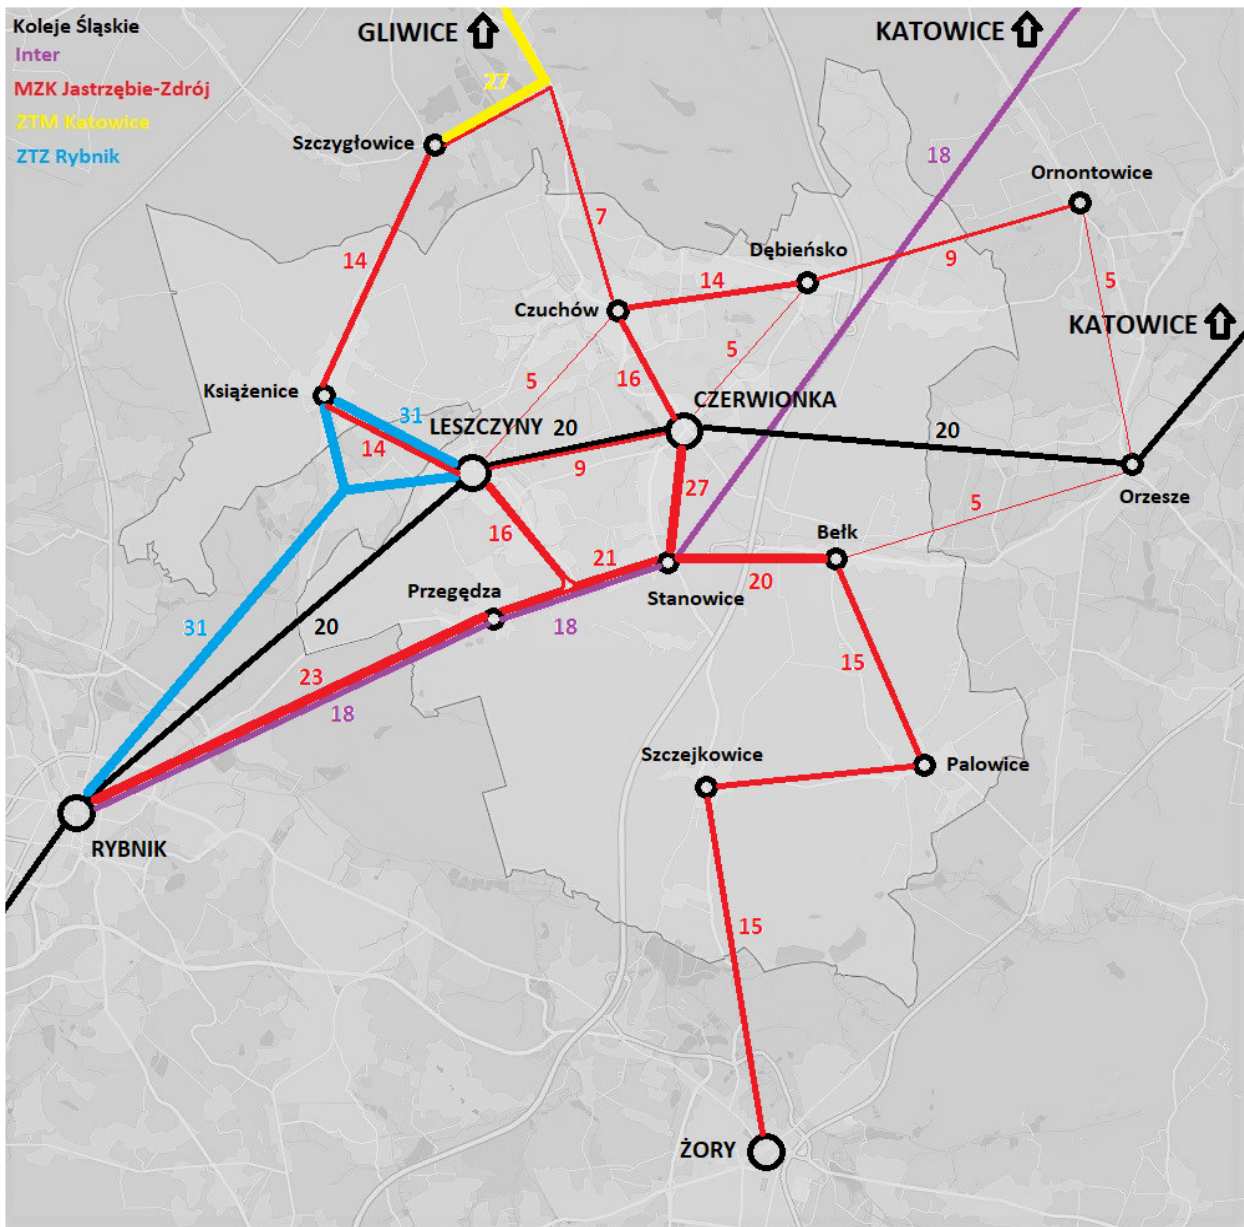 Koleje Śląskie
Inter
MZK Jastrzębie-Zdrój
ZTM Katowice
ZTZ Rybnik
GLIWICE
KATOWICE
27
Szczygłowice
18
Ornontowice
7
Dębieńsko
14
14
9
5
Czuchów
KATOWICE
5
16
5
Książenice
31
LESZCZYNY
20
CZERWIONKA
20
14
9
27
Orzesze
16
5
Bełk
21
20
Przegędza
Stanowice
18
31
20
23
18
15
Szczejkowice
Palowice
RYBNIK
15
ŻORY